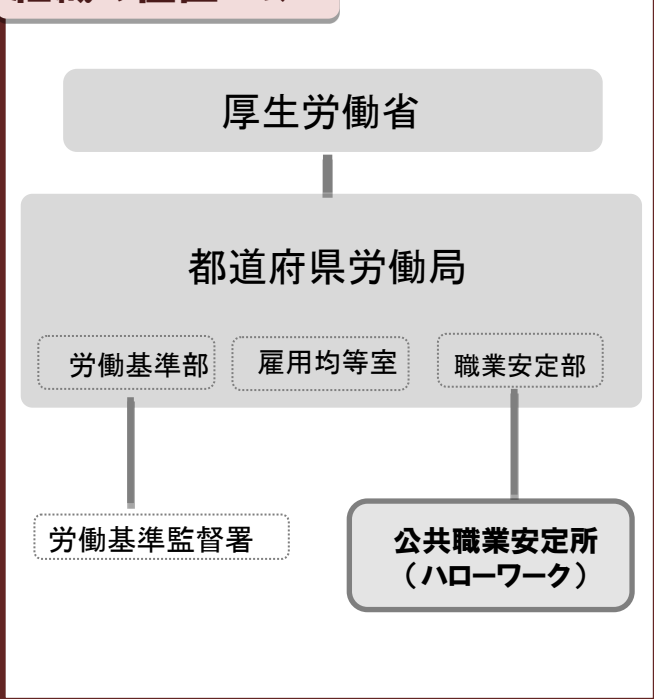 厚生労働省
都道府県労働局
労働基準部
雇用均等室
職業安定部
労働基準監督署
公共職業安定所
(ハローワーク)